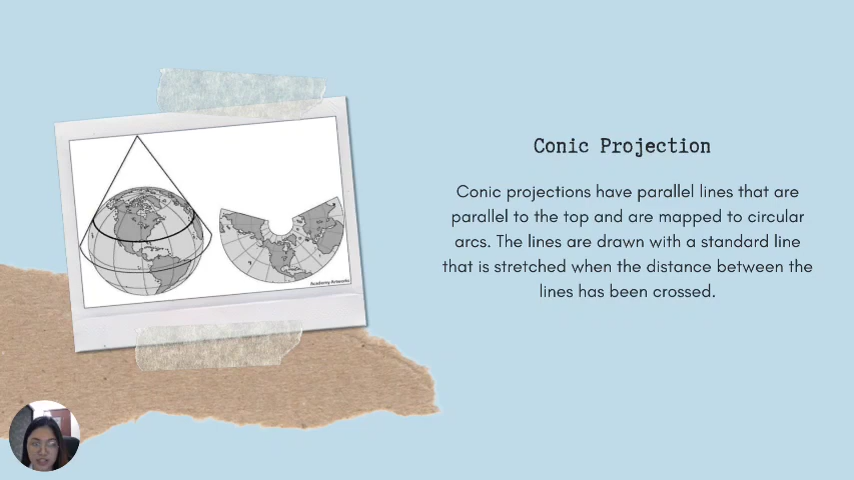 Conic Projection
Conic projections have parallel lines that are
parallel to the top and are mapped to circular
arcs. The lines are drawn with a standard line
that is stretched when the distance between the
lines has been crossed.
Academy Artworks